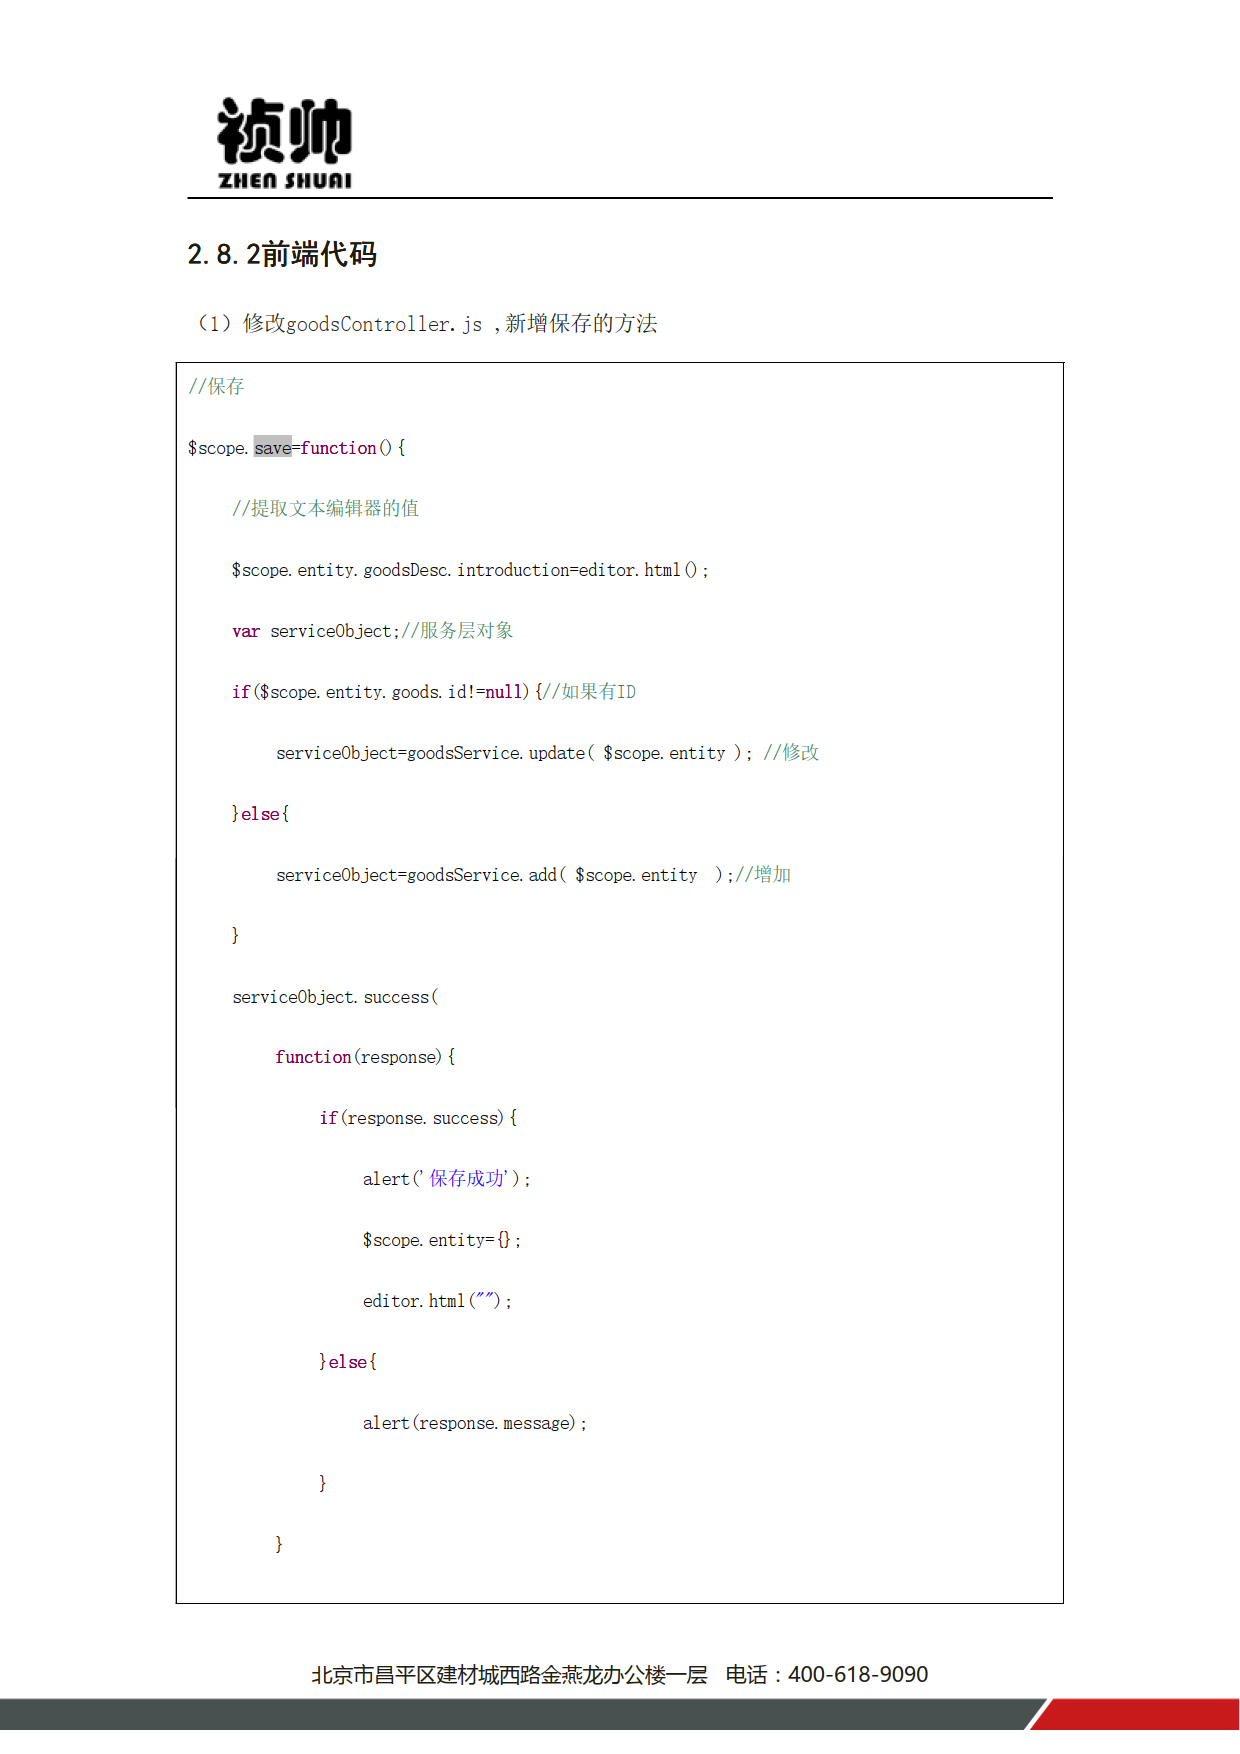 祯帅
ZHEN SHUAI
2.8.2前端代码
（1）修改goodsController.js ,新增保存的方法
//保存
$scope.save=function(){
//提取文本编辑器的值
$scope.entity.goodsDesc.introduction=editor.html();
var serviceObject;//服务层对象
if($scope.entity.goods.id!=null){//如果有ID
serviceObject=goodsService.update( $scope.entity ); //修改
}else{
serviceObject=goodsService.add( $scope.entity  );//增加
}
serviceObject.success(
function(response){
if(response.success){
alert('保存成功');
$scope.entity={};
editor.html("");
}else{
alert(response.message);
}
}
北京市昌平区建材城西路金燕龙办公楼一层 电话：400-618-9090